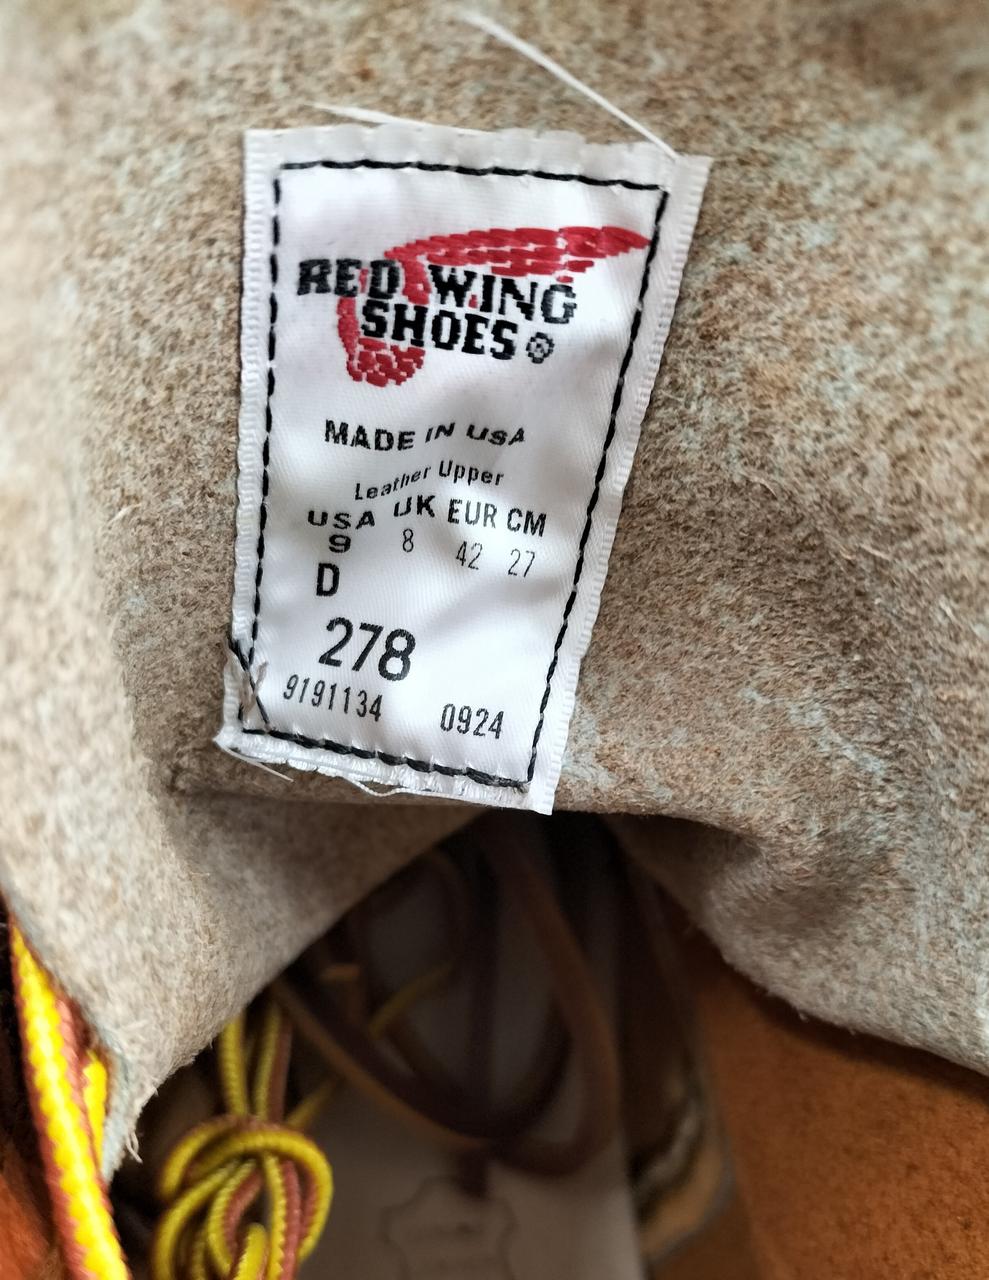 RED WING
SHOES ®
MADE IN USA
Leather Upper
USA UK EUR CM
9 8 42 27
D
278
9191134 0924